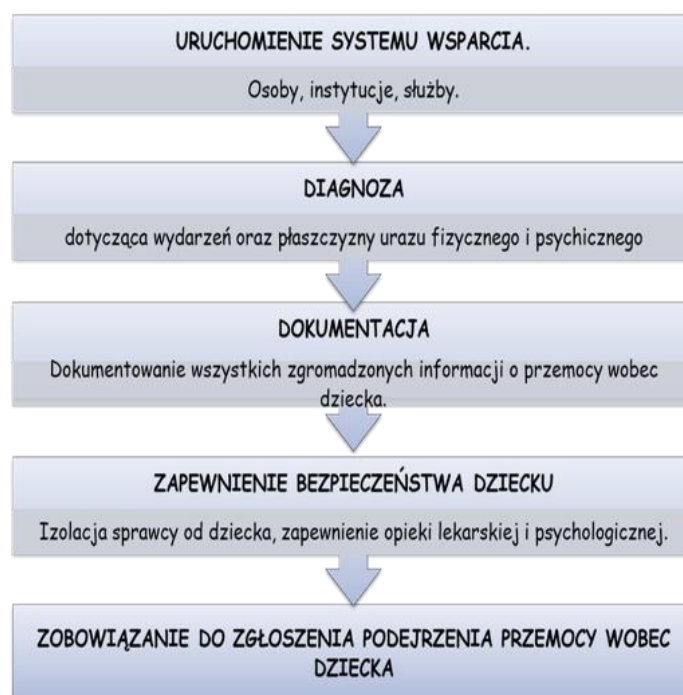 URUCHOMIENIE SYSTEMU WSPARCIA.
Osoby, instytucje, służby.
DIAGNOZA
dotycząca wydarzeń oraz płaszczyzny urazu fizycznego i psychicznego
DOKUMENTACJA
Dokumentowanie wszystkich zgromadzonych informacji o przemocy wobec
dziecka.
ZAPEWNIENIE BEZPIECZEŃSTWA DZIECKU
Izolacja sprawcy od dziecka, zapewnienie opieki lekarskiej i psychologicznej.
ZOBOWIĄZANIE DO ZGŁOSZENIA PODEJRZENIA PRZEMOCY WOBEC
DZIECKA